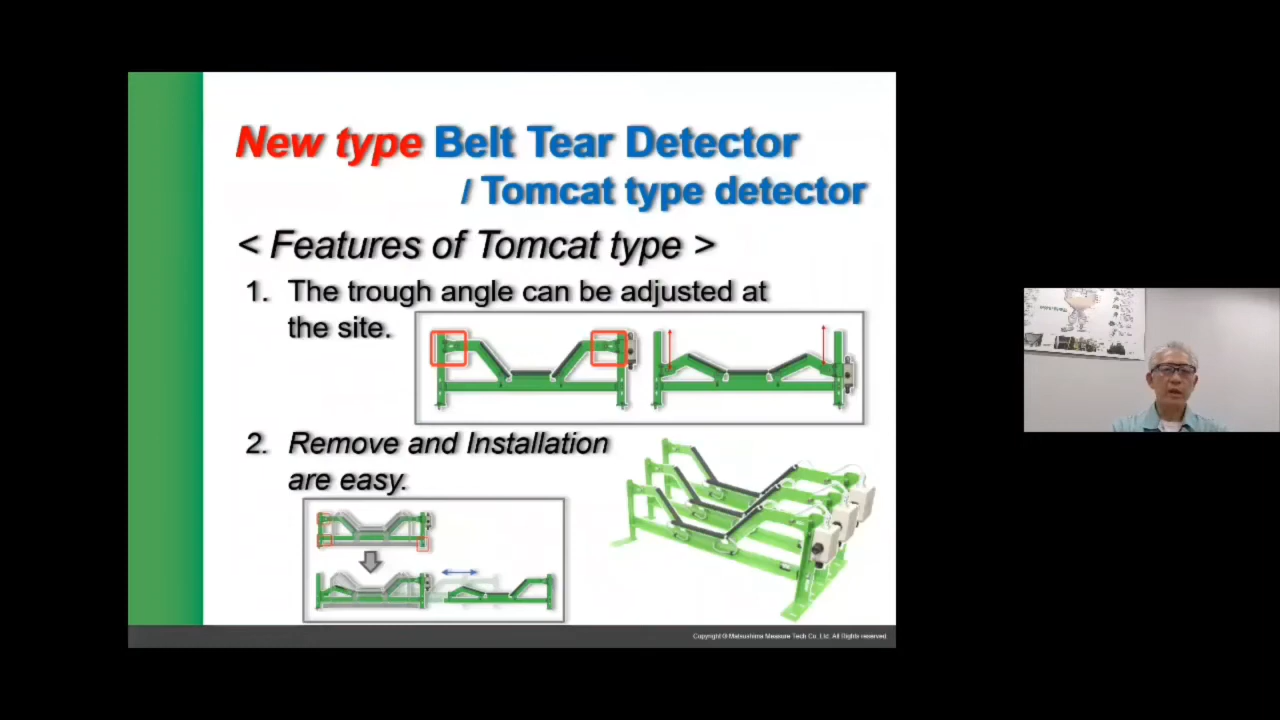 New type Belt Tear Detector
/ Tomcat type detector
< Features of Tomcat type >
1. The trough angle can be adjusted at
the site.
2. Remove and Installation
are easy.
Copyright © Matsushima Measure Tech Co., Ltd. All Rights reserved.